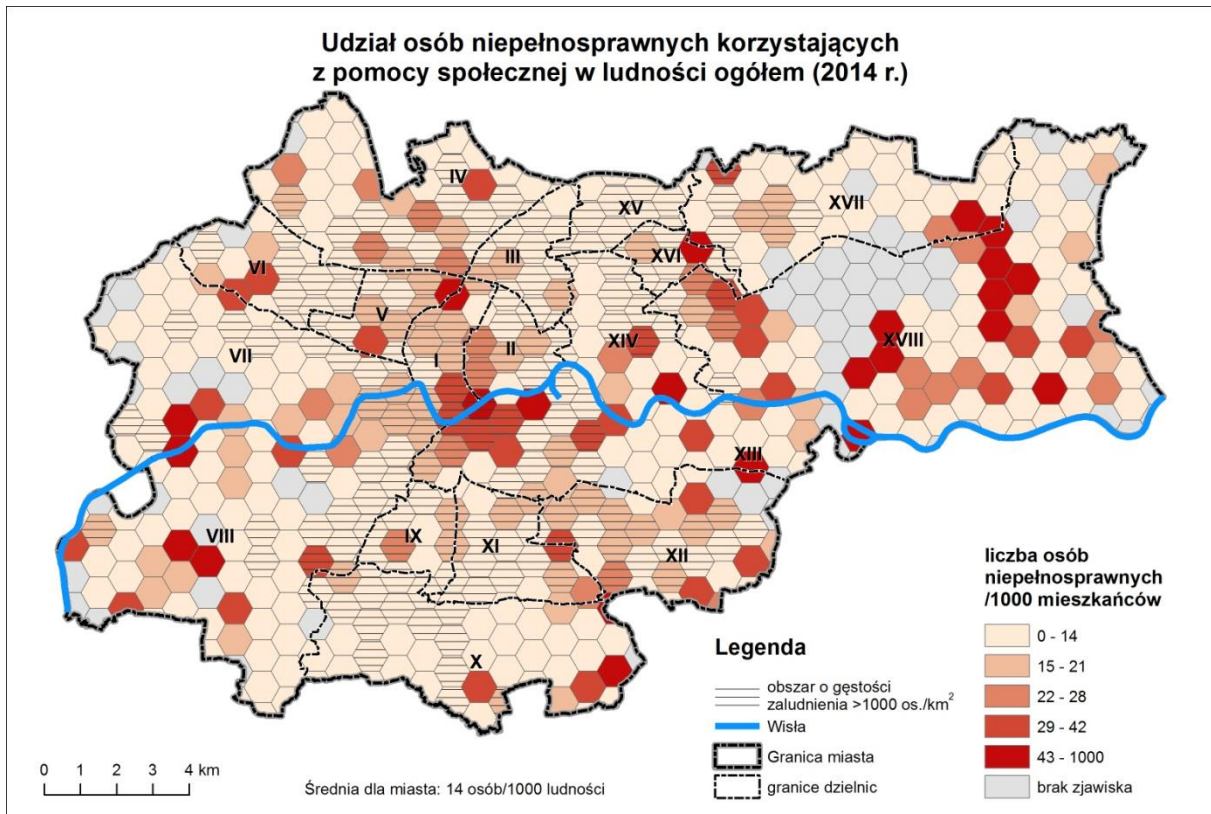 Udział osób niepełnosprawnych korzystających
z pomocy społecznej w ludności ogółem (2014 r.)
IV
XV
XVII
III
XVI
VI
V
XIV
XVIII
VII
I
II
XIII
VIII
IX
XI
XII
X
Legenda
obszar o gęstości
zaludnienia >1000 os./km²
Wisła
Granica miasta
granice dzielnic
liczba osób
niepełnosprawnych
/1000 mieszkańców
0 - 14
15 - 21
22 - 28
29 - 42
43 - 1000
brak zjawiska
0 1 2 3 4 km
Średnia dla miasta: 14 osób/1000 ludności